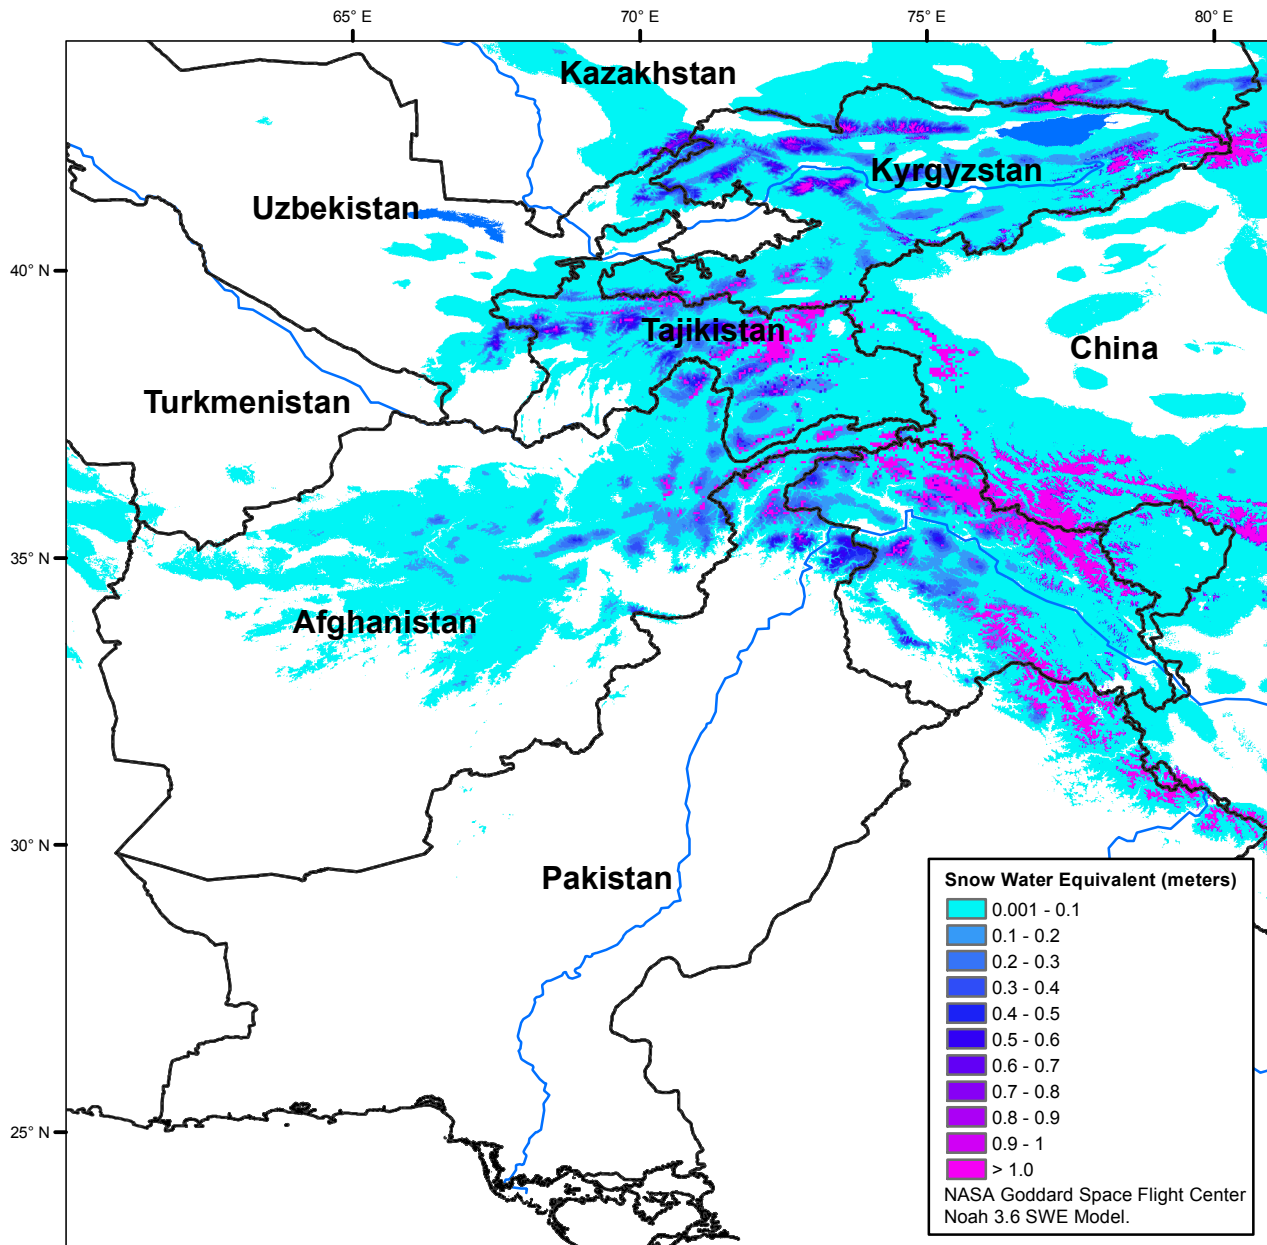 65° E
70° E
75° E
80° E
Kazakhstan
Kyrgyzstan
Uzbekistan
40° N
Tajikistan
China
Turkmenistan
35° N
Afghanistan
30° N
Pakistan
25° N
Snow Water Equivalent (meters)
0.001 - 0.1
0.1 - 0.2
0.2 - 0.3
0.3 - 0.4
0.4 - 0.5
0.5 - 0.6
0.6 - 0.7
0.7 - 0.8
0.8 - 0.9
0.9 - 1
> 1.0
NASA Goddard Space Flight Center
Noah 3.6 SWE Model.